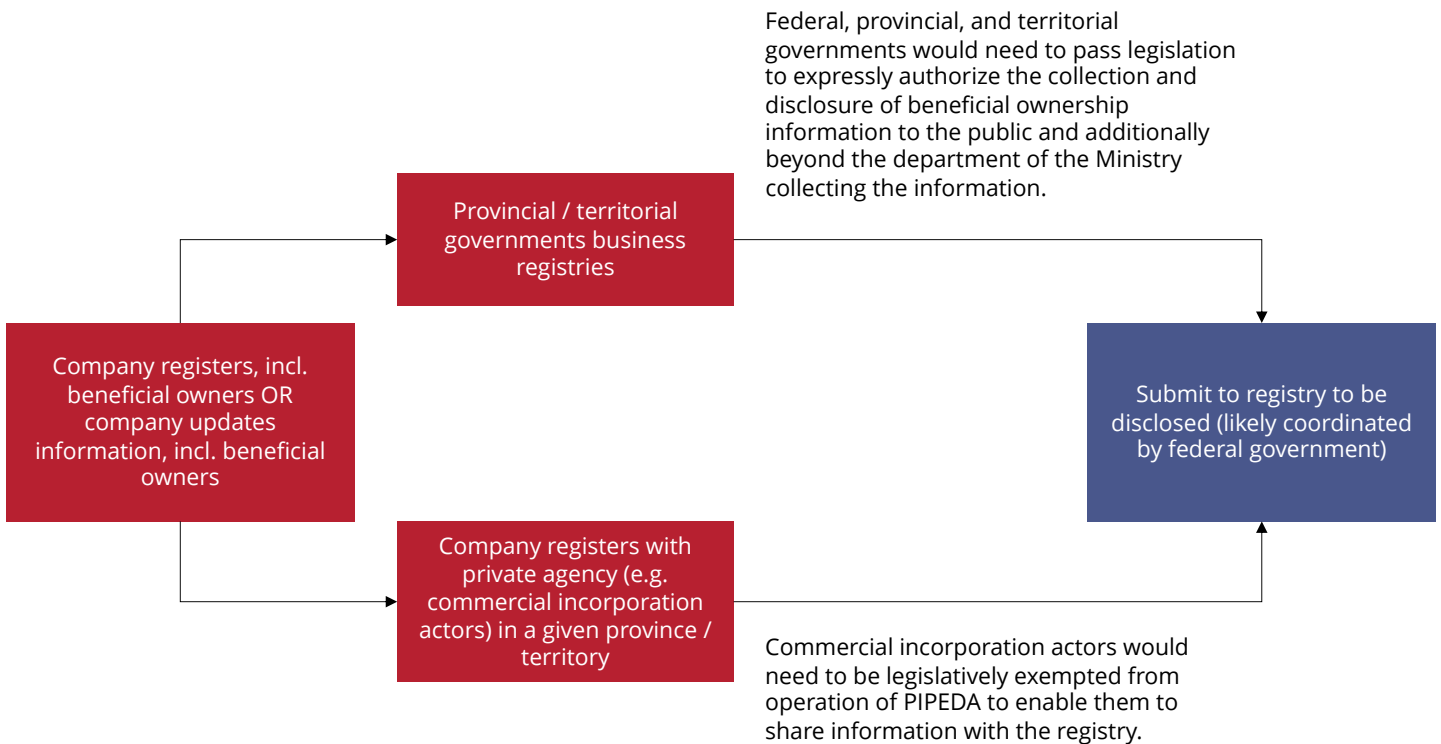 Federal, provincial, and territorial
governments would need to pass legislation
to expressly authorize the collection and
disclosure of beneficial ownership
information to the public and additionally
beyond the department of the Ministry
collecting the information.
Provincial / territorial
governments business
registries
Company registers, incl.
beneficial owners OR
company updates
information, incl. beneficial
owners
Submit to registry to be
disclosed (likely coordinated
by federal government)
Company registers with
private agency (e.g.
commercial incorporation
actors) in a given province /
territory
Commercial incorporation actors would
need to be legislatively exempted from
operation of PIPEDA to enable them to
share information with the registry.